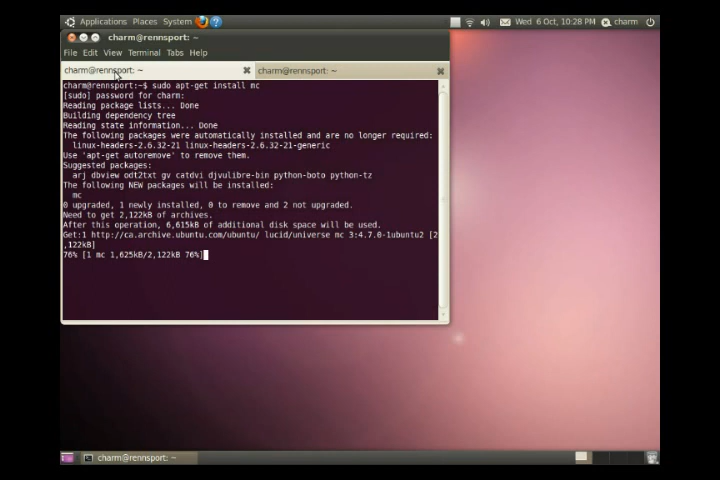 Applications Places System Wed 6 Oct, 10:28 PM charm
charm@rennsport: ~
File Edit View Terminal Tabs Help
charm@rennsport: ~ charm@rennsport: ~
charm@rennsport:~$ sudo apt-get install mc
[sudo] password for charm:
Reading package lists... Done
Building dependency tree
Reading state information... Done
The following packages were automatically installed and are no longer required:
linux-headers-2.6.32-21 linux-headers-2.6.32-21-generic
Use 'apt-get autoremove' to remove them.
Suggested packages:
arj dbview odt2txt gv catdvi djvulibre-bin python-boto python-tz
The following NEW packages will be installed:
mc
0 upgraded, 1 newly installed, 0 to remove and 2 not upgraded.
Need to get 2,122kB of archives.
After this operation, 6,615kB of additional disk space will be used.
Get:1 http://ca.archive.ubuntu.com/ubuntu/ lucid/universe mc 3:4.7.0-1ubuntu2 [2
,122kB]
76% [1 mc 1,625kB/2,122kB 76%]
charm@rennsport: ~